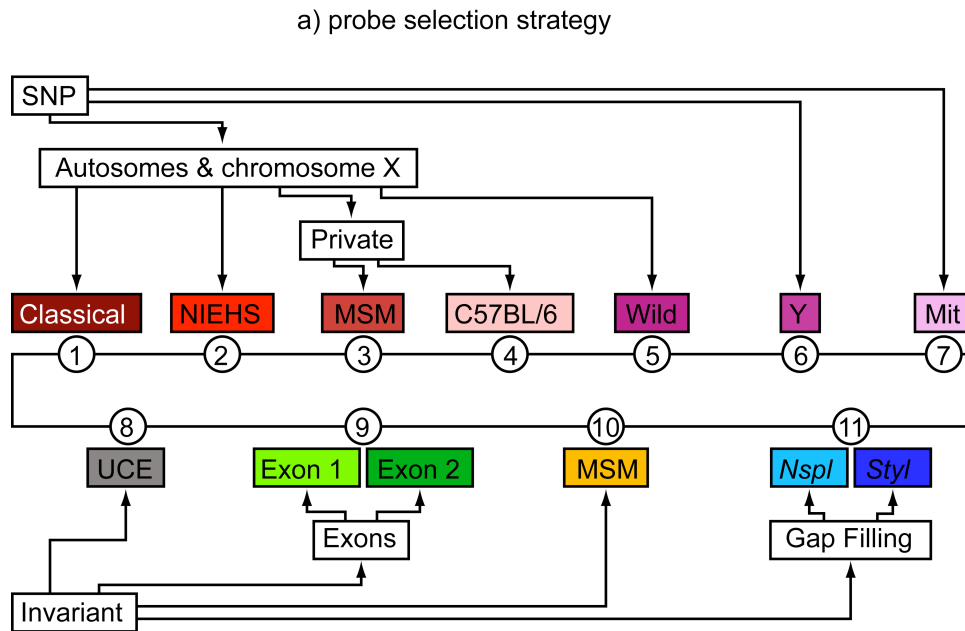 a) probe selection strategy
SNP
Autosomes & chromosome X
Private
Classical
NIEHS
MSM
C57BL/6
Wild
Y
Mit
1
2
3
4
5
6
7
8
9
10
11
UCE
Exon 1
Exon 2
MSM
NspI
StyI
Exons
Gap Filling
Invariant